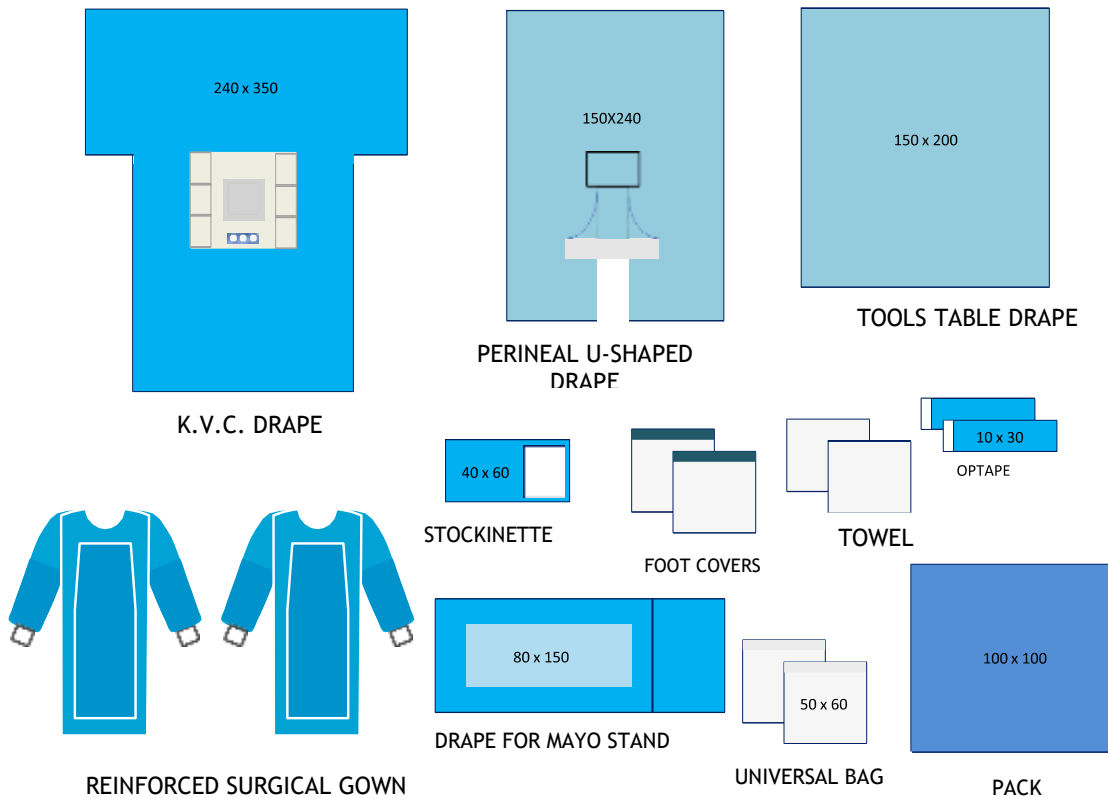 240 x 350
K.V.C. DRAPE
150X240
PERINEAL U-SHAPED
DRAPE
150 x 200
TOOLS TABLE DRAPE
40 x 60
STOCKINETTE
FOOT COVERS
TOWEL
10 x 30
OPTAPE
REINFORCED SURGICAL GOWN
80 x 150
DRAPE FOR MAYO STAND
50 x 60
UNIVERSAL BAG
100 x 100
PACK